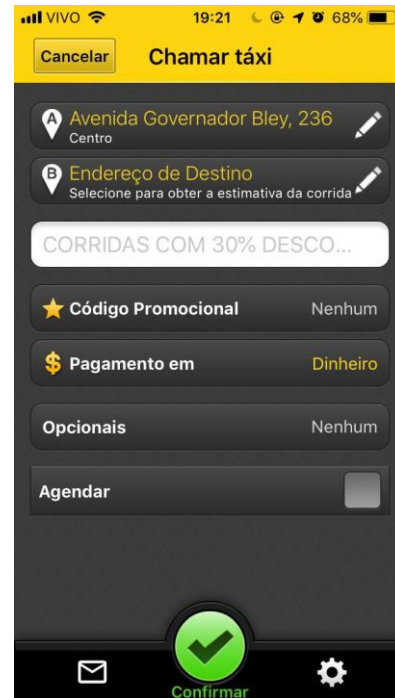 VIVO 19:21 68%
Cancelar Chamar táxi
A Avenida Governador Bley, 236
Centro
B Endereço de Destino
Selecione para obter a estimativa da corrida
CORRIDAS COM 30% DESCO...
Código Promocional Nenhum
$ Pagamento em Dinheiro
Opcionais Nenhum
Agendar
Confirmar